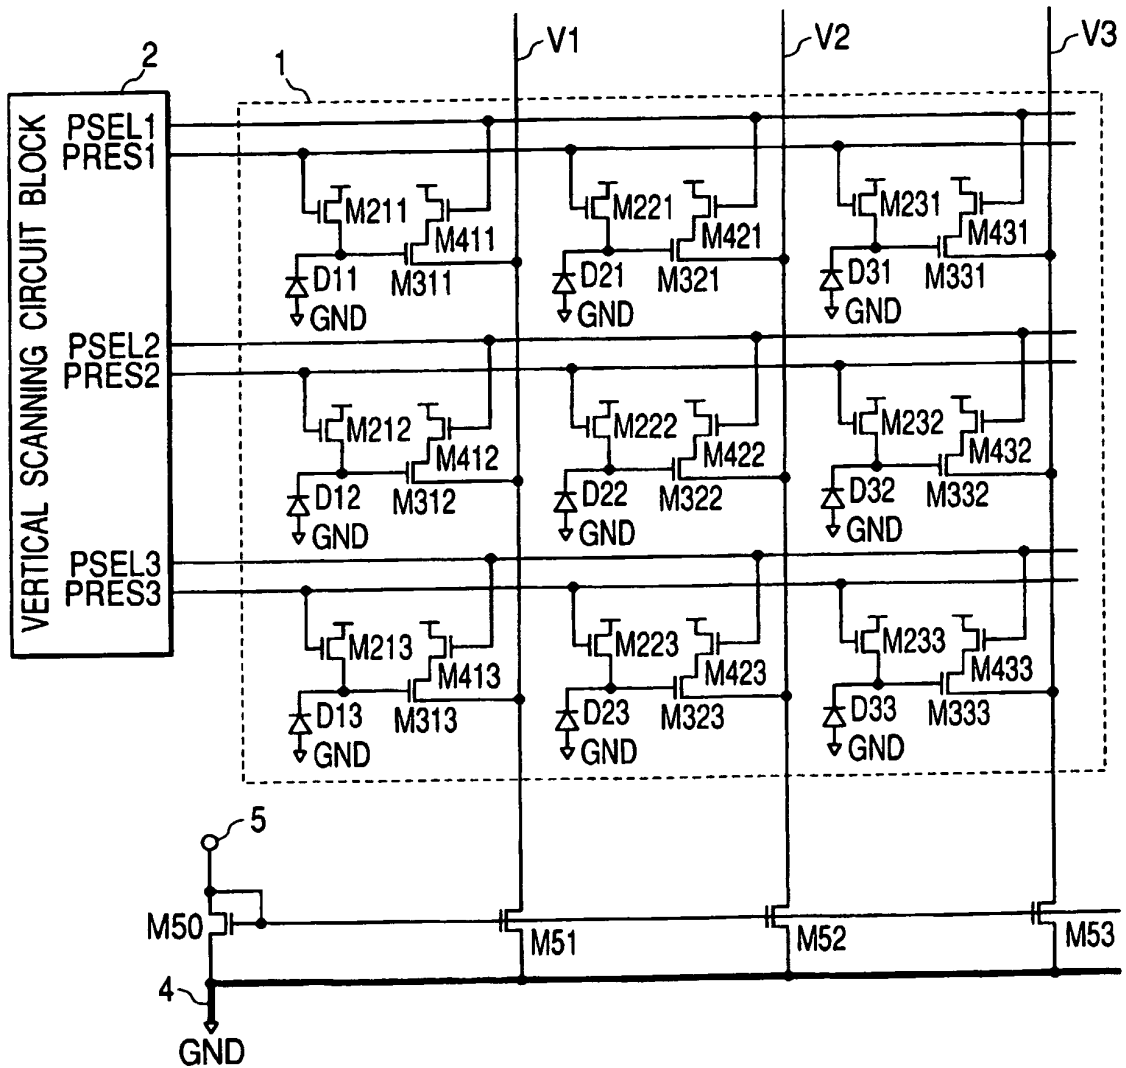 V1
V2
V3
2
1
VERTICAL SCANNING CIRCUIT BLOCK
PSEL1
PRES1
M211
M411
M221
M421
M231
M431
D11
M311
D21
M321
D31
M331
GND
GND
GND
PSEL2
PRES2
M212
M412
M222
M422
M232
M432
D12
M312
D22
M322
D32
M332
GND
GND
GND
PSEL3
PRES3
M213
M413
M223
M423
M233
M433
D13
M313
D23
M323
D33
M333
GND
GND
GND
5
M50
M51
M52
M53
4
GND